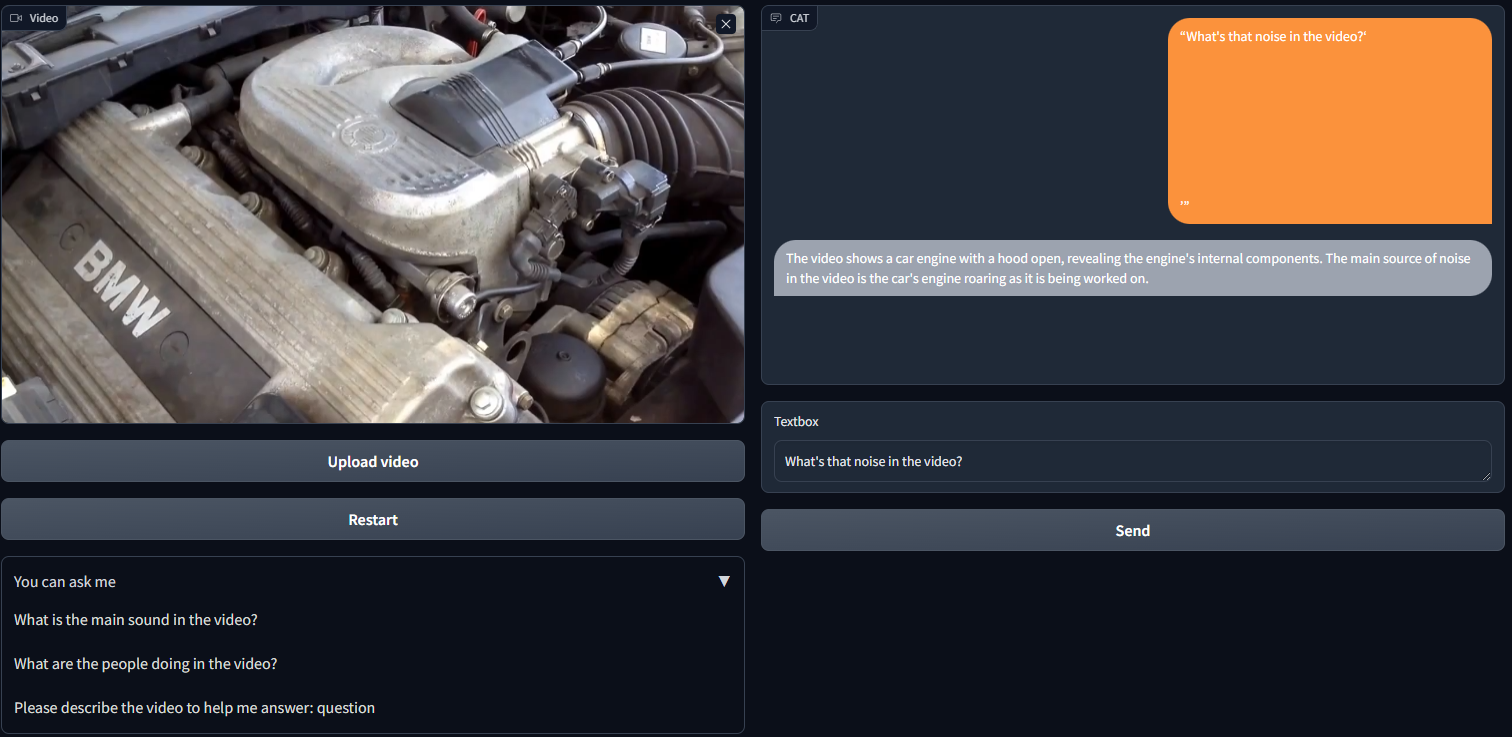 Video
BMW
Upload video
Restart
You can ask me
▼
What is the main sound in the video?
What are the people doing in the video?
Please describe the video to help me answer: question
CAT
“What's that noise in the video?‘
’”
The video shows a car engine with a hood open, revealing the engine's internal components. The main source of noise
in the video is the car's engine roaring as it is being worked on.
Textbox
What's that noise in the video?
Send